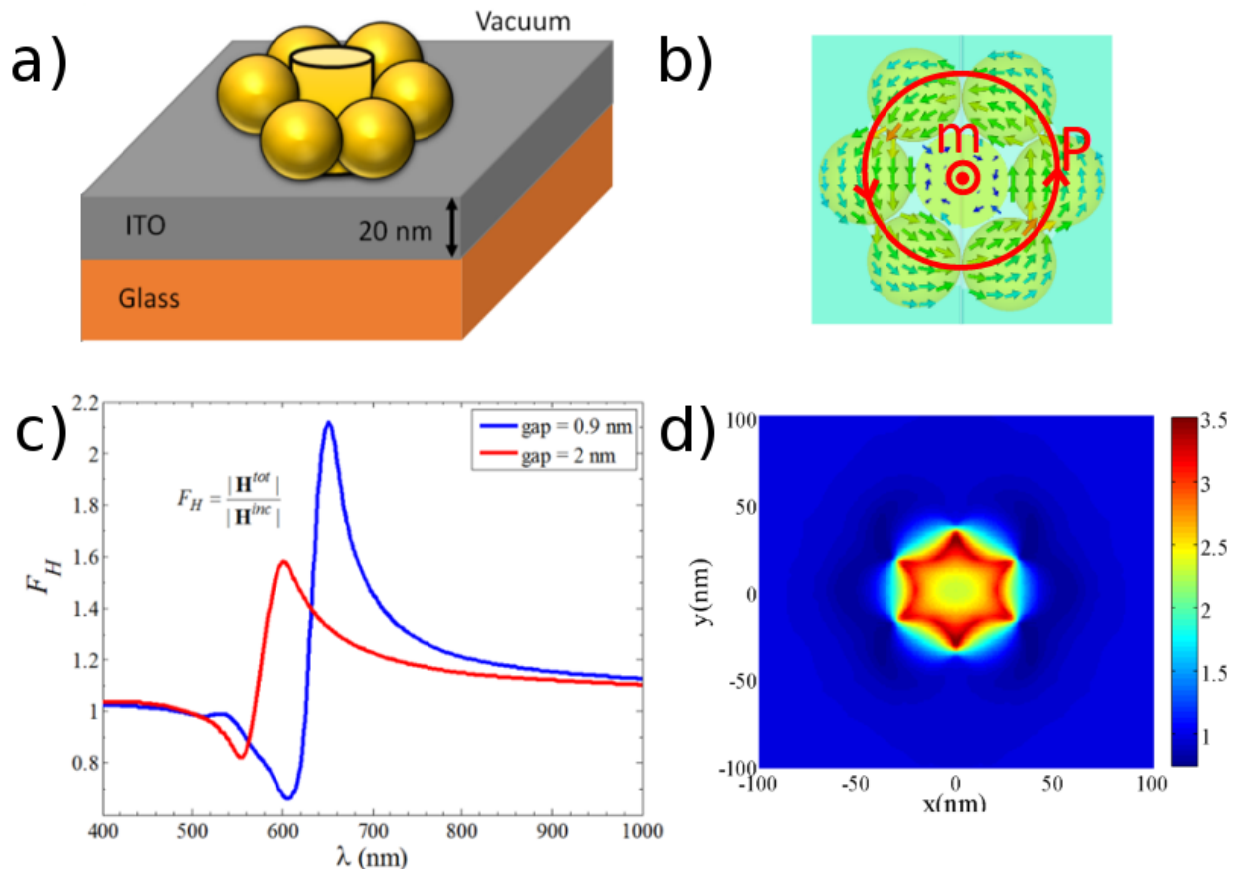 a)
Vacuum
ITO
20 nm
Glass
b)
m
P
c)
2.2
2
1.8
1.6
1.4
1.2
1
0.8
F_H
F_H = |H^tot| / |H^inc|
gap = 0.9 nm
gap = 2 nm
400 500 600 700 800 900 1000
λ (nm)
d)
100
50
0
-50
-100
y(nm)
-100 -50 0 50 100
x(nm)
3.5
3
2.5
2
1.5
1